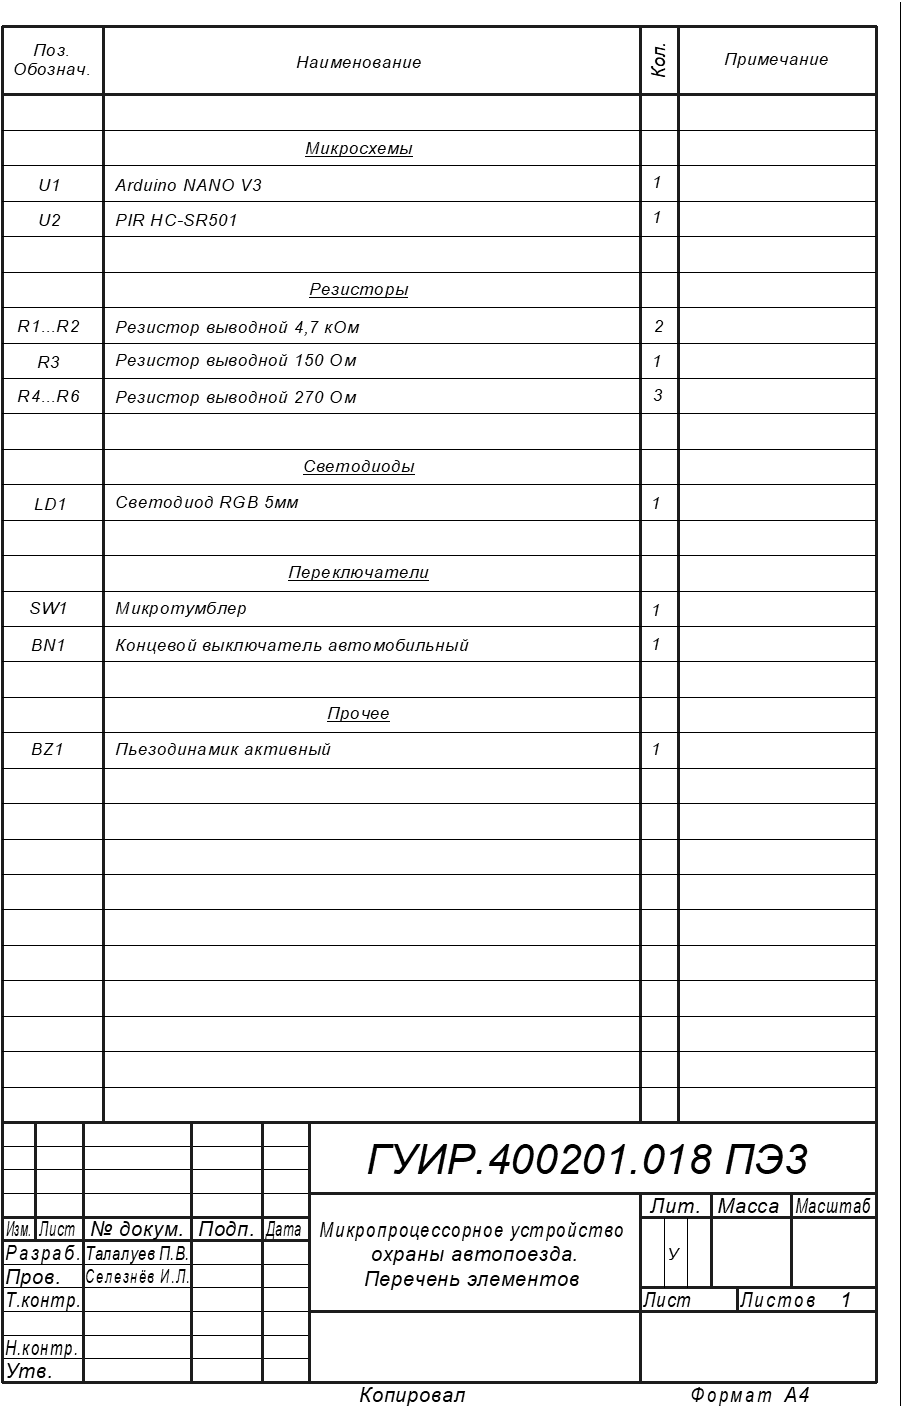 Поз. Обознач. Наименование Кол. Примечание
Микросхемы
U1 Arduino NANO V3 1
U2 PIR HC-SR501 1
Резисторы
R1...R2 Резистор выводной 4,7 кОм 2
R3 Резистор выводной 150 Ом 1
R4...R6 Резистор выводной 270 Ом 3
Светодиоды
LD1 Светодиод RGB 5мм 1
Переключатели
SW1 Микротумблер 1
BN1 Концевой выключатель автомобильный 1
Прочее
BZ1 Пьезодинамик активный 1
ГУИР.400201.018 ПЭ3
Изм. Лист № докум. Подп. Дата
Разраб. Талалуев П.В.
Пров. Селезнёв И.Л.
Т.контр.
Н.контр.
Утв.
Микропроцессорное устройство
охраны автопоезда.
Перечень элементов
Лит. Масса Масштаб
У
Лист Листов 1
Копировал Формат А4